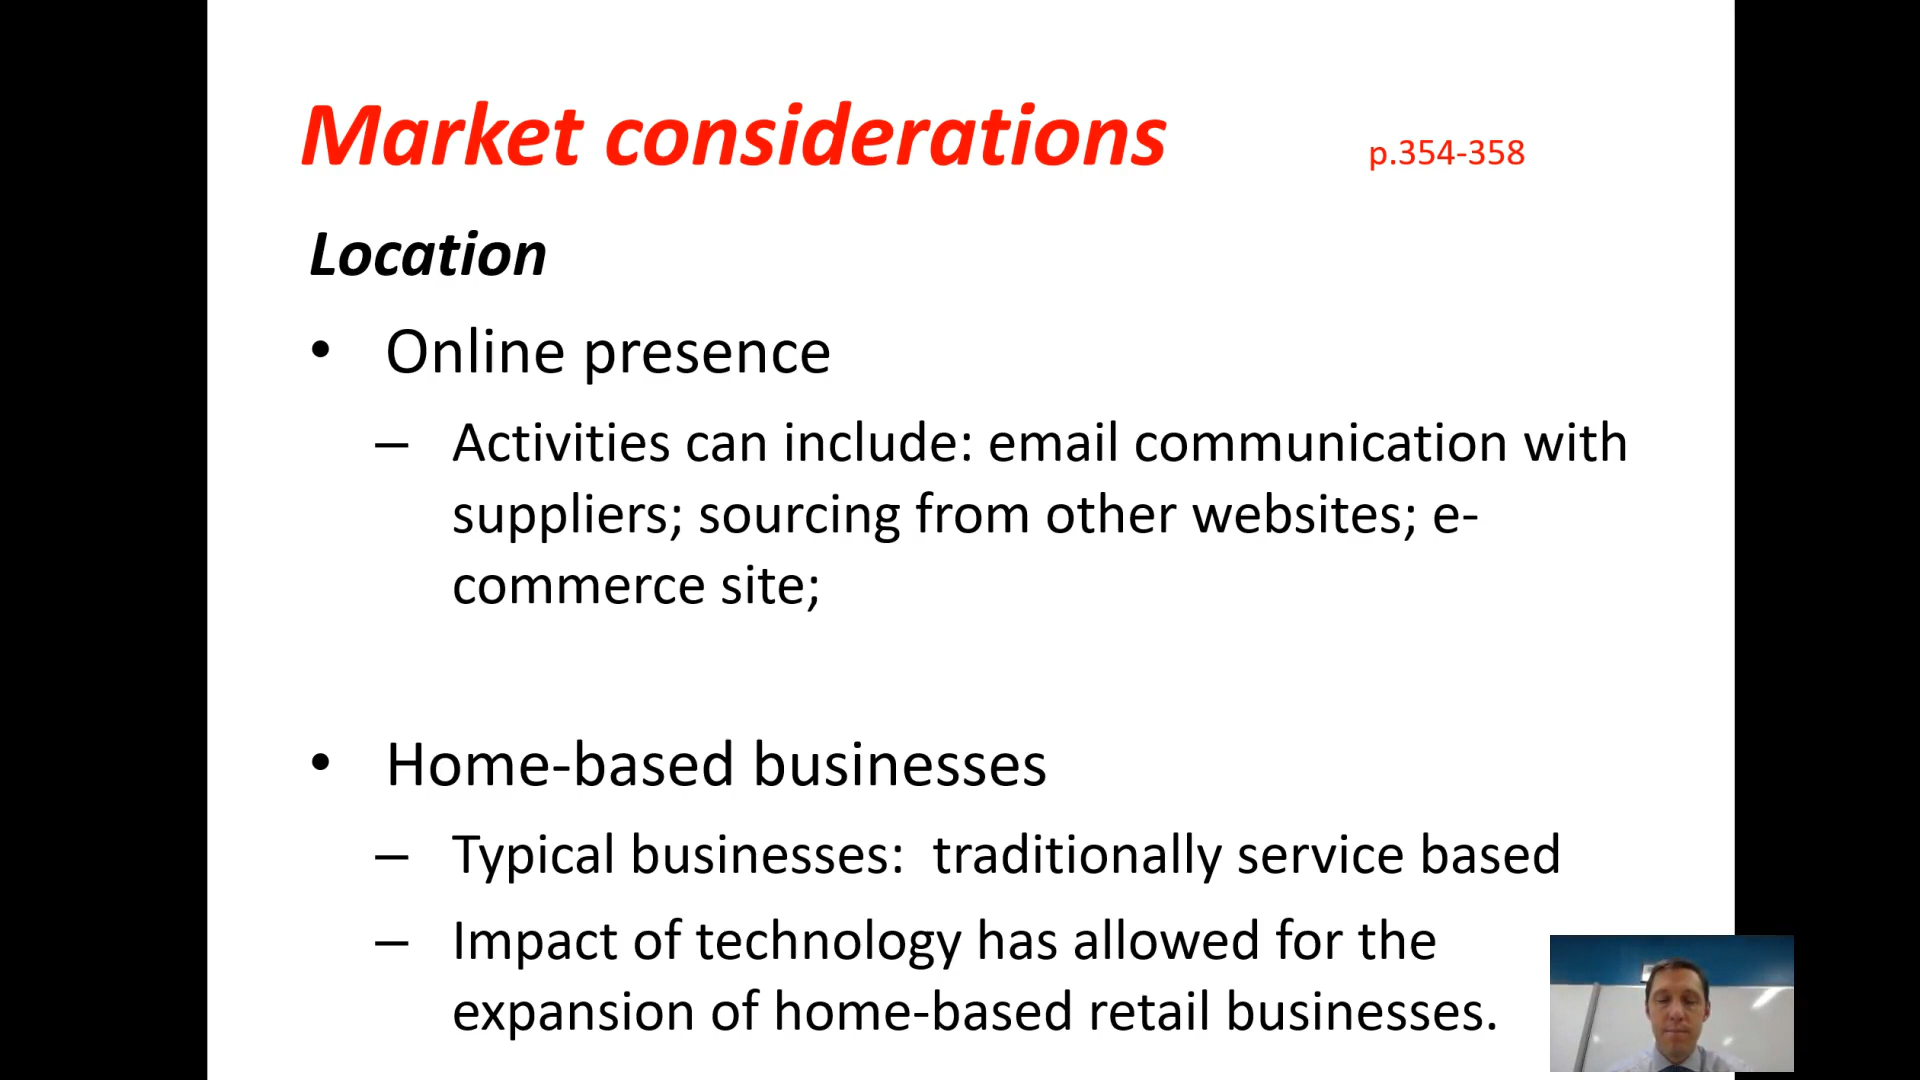 Market considerations p.354-358
Location
• Online presence
– Activities can include: email communication with
suppliers; sourcing from other websites; e-
commerce site;
• Home-based businesses
– Typical businesses:  traditionally service based
– Impact of technology has allowed for the
expansion of home-based retail businesses.